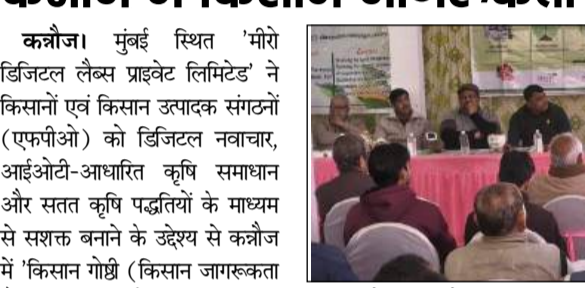 कन्नौज। मुंबई स्थित 'मीरो
डिजिटल लैब्स प्राइवेट लिमिटेड' ने
किसानों एवं किसान उत्पादक संगठनों
(एफपीओ) को डिजिटल नवाचार,
आईओटी-आधारित कृषि समाधान
और सतत कृषि पद्धतियों के माध्यम
से सशक्त बनाने के उद्देश्य से कन्नौज
में 'किसान गोष्ठी (किसान जागरूकता